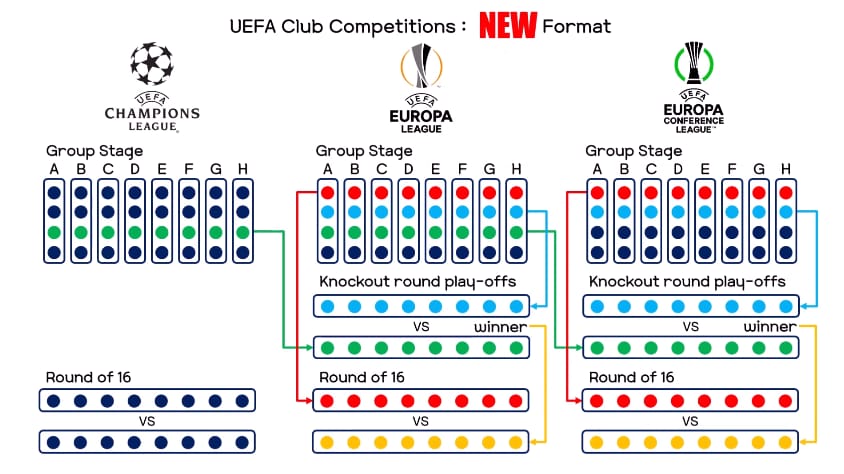 UEFA Club Competitions : NEW Format
UEFA
CHAMPIONS
LEAGUE
UEFA
EUROPA
LEAGUE
UEFA
EUROPA
CONFERENCE
LEAGUE™
Group Stage
A B C D E F G H
Group Stage
A B C D E F G H
Group Stage
A B C D E F G H
Knockout round play-offs
VS winner
Knockout round play-offs
VS winner
Round of 16
VS
Round of 16
VS
Round of 16
VS